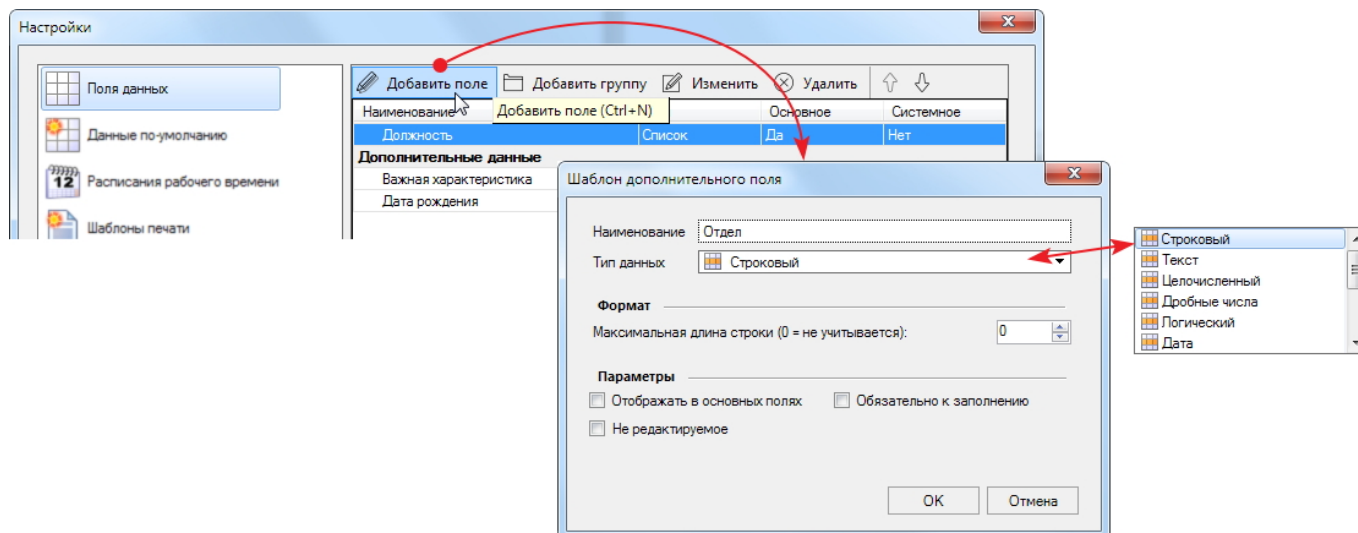 Настройки
Поля данных
Данные по-умолчанию
Расписания рабочего времени
12
Шаблоны печати
Добавить поле Добавить группу Изменить Удалить
Наименование Основное Системное
Добавить поле (Ctrl+N)
Должность Список Да Нет
Дополнительные данные
Важная характеристика
Дата рождения
Шаблон дополнительного поля
Наименование Отдел
Тип данных Строковый
Формат
Максимальная длина строки (0 = не учитывается): 0
Параметры
Отображать в основных полях Обязательно к заполнению
Не редактируемое
OK Отмена
Строковый
Текст
Целочисленный
Дробные числа
Логический
Дата